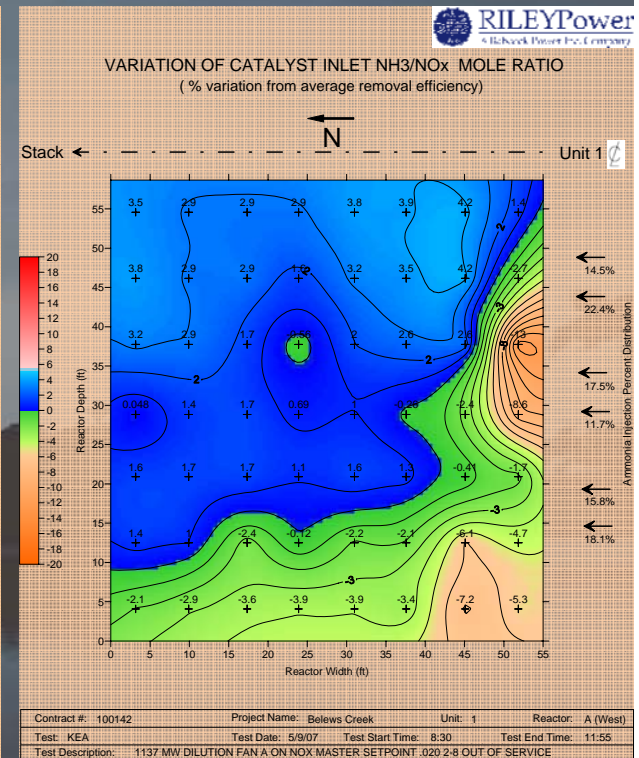 RILEYPower
A Babcock Power Inc. Company
VARIATION OF CATALYST INLET NH3/NOx MOLE RATIO
( % variation from average removal efficiency)
N
Stack
Unit 1
55
3.5 2.9 2.9 2.9 3.8 3.9 4.2 1.4
2
50
3.8 2.9 2.9 3.2 3.5 4.2 -2.7
14.5%
45
-3
22.4%
40
3.2 2.9 1.7 2 2.6
35
2
2
17.5%
30
0.048 1.4 1.7 0.69 1 -2.4 -8.6
11.7%
25
1.6 1.7 1.7 1.1 1.6 1.3 -0.41 -1.7
20
15.8%
-3
15
1.4 1 -2.4 -0.12 -2.2 -2.1 -6.1 -4.7
18.1%
10
-3
5
-2.1 -2.9 -3.6 -3.9 -3.9 -3.4 -7.2 -5.3
0
0 5 10 15 20 25 30 35 40 45 50 55
Reactor Width (ft)
Reactor Depth (ft)
Ammonia Injection Percent Distribution
20
18
16
14
12
10
8
6
4
2
0
-2
-4
-6
-8
-10
-12
-14
-16
-18
-20
Contract #: 100142 Project Name: Belews Creek Unit: 1 Reactor: A (West)
Test: KEA Test Date: 5/9/07 Test Start Time: 8:30 Test End Time: 11:55
Test Description: 1137 MW DILUTION FAN A ON NOX MASTER SETPOINT .020 2-8 OUT OF SERVICE